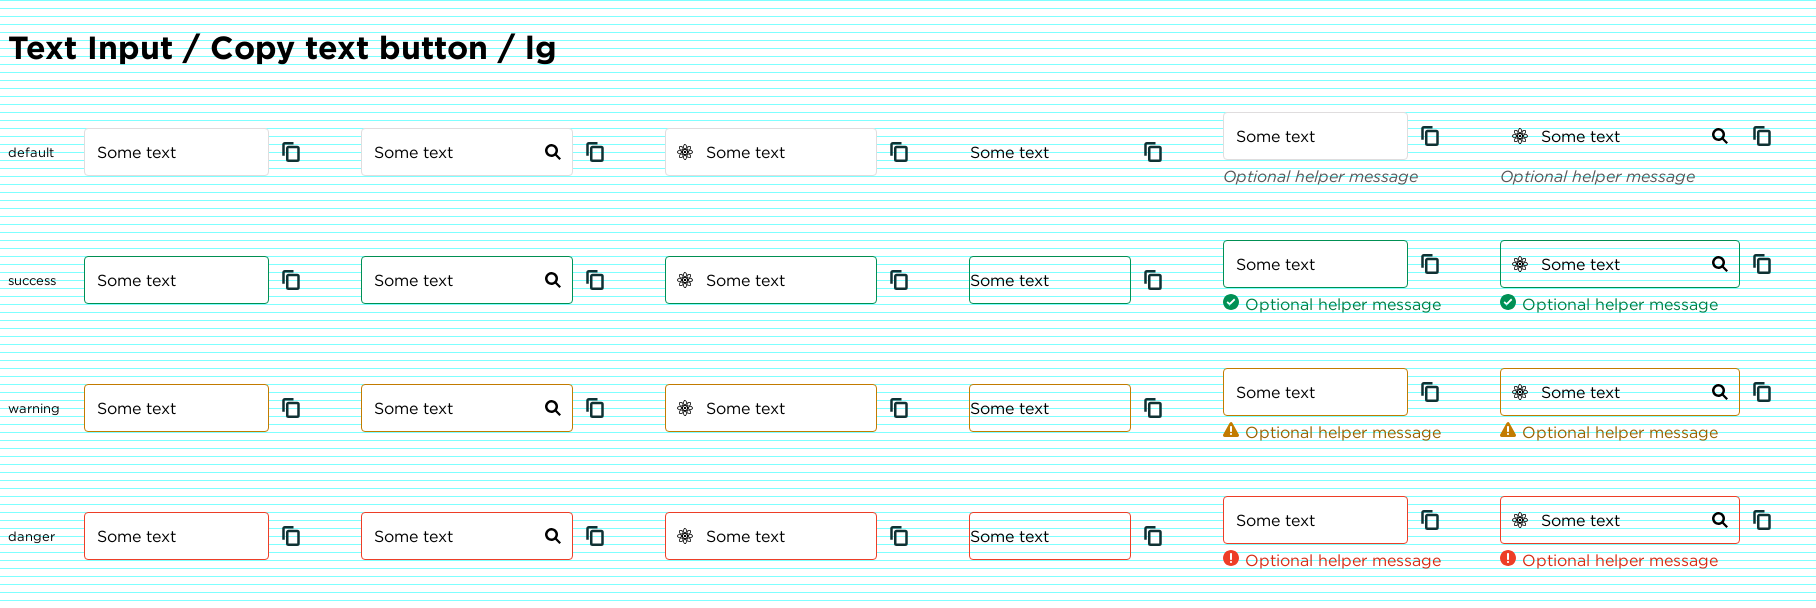 Text Input / Copy text button / lg
default Some text Some text Some text Some text Some text Some text
Optional helper message Optional helper message
success Some text Some text Some text Some text Some text Some text
Optional helper message Optional helper message
warning Some text Some text Some text Some text Some text Some text
Optional helper message Optional helper message
danger Some text Some text Some text Some text Some text Some text
Optional helper message Optional helper message